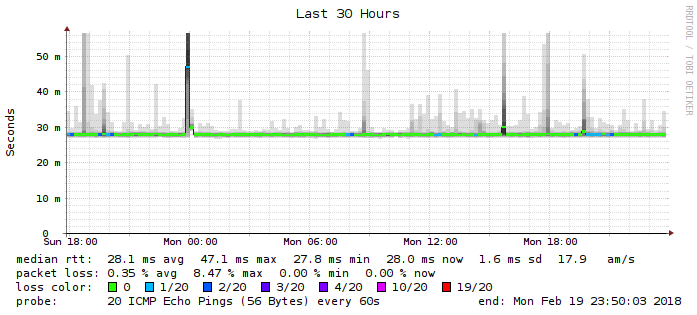 Last 30 Hours
RRDTOOL / TOBI OETIKER
Seconds
50 m
40 m
30 m
20 m
10 m
0
Sun 18:00 Mon 00:00 Mon 06:00 Mon 12:00 Mon 18:00
median rtt: 28.1 ms avg 47.1 ms max 27.8 ms min 28.0 ms now 1.6 ms sd 17.9 am/s
packet loss: 0.35 % avg 8.47 % max 0.00 % min 0.00 % now
loss color: 0 1/20 2/20 3/20 4/20 10/20 19/20
probe: 20 ICMP Echo Pings (56 Bytes) every 60s end: Mon Feb 19 23:50:03 2018